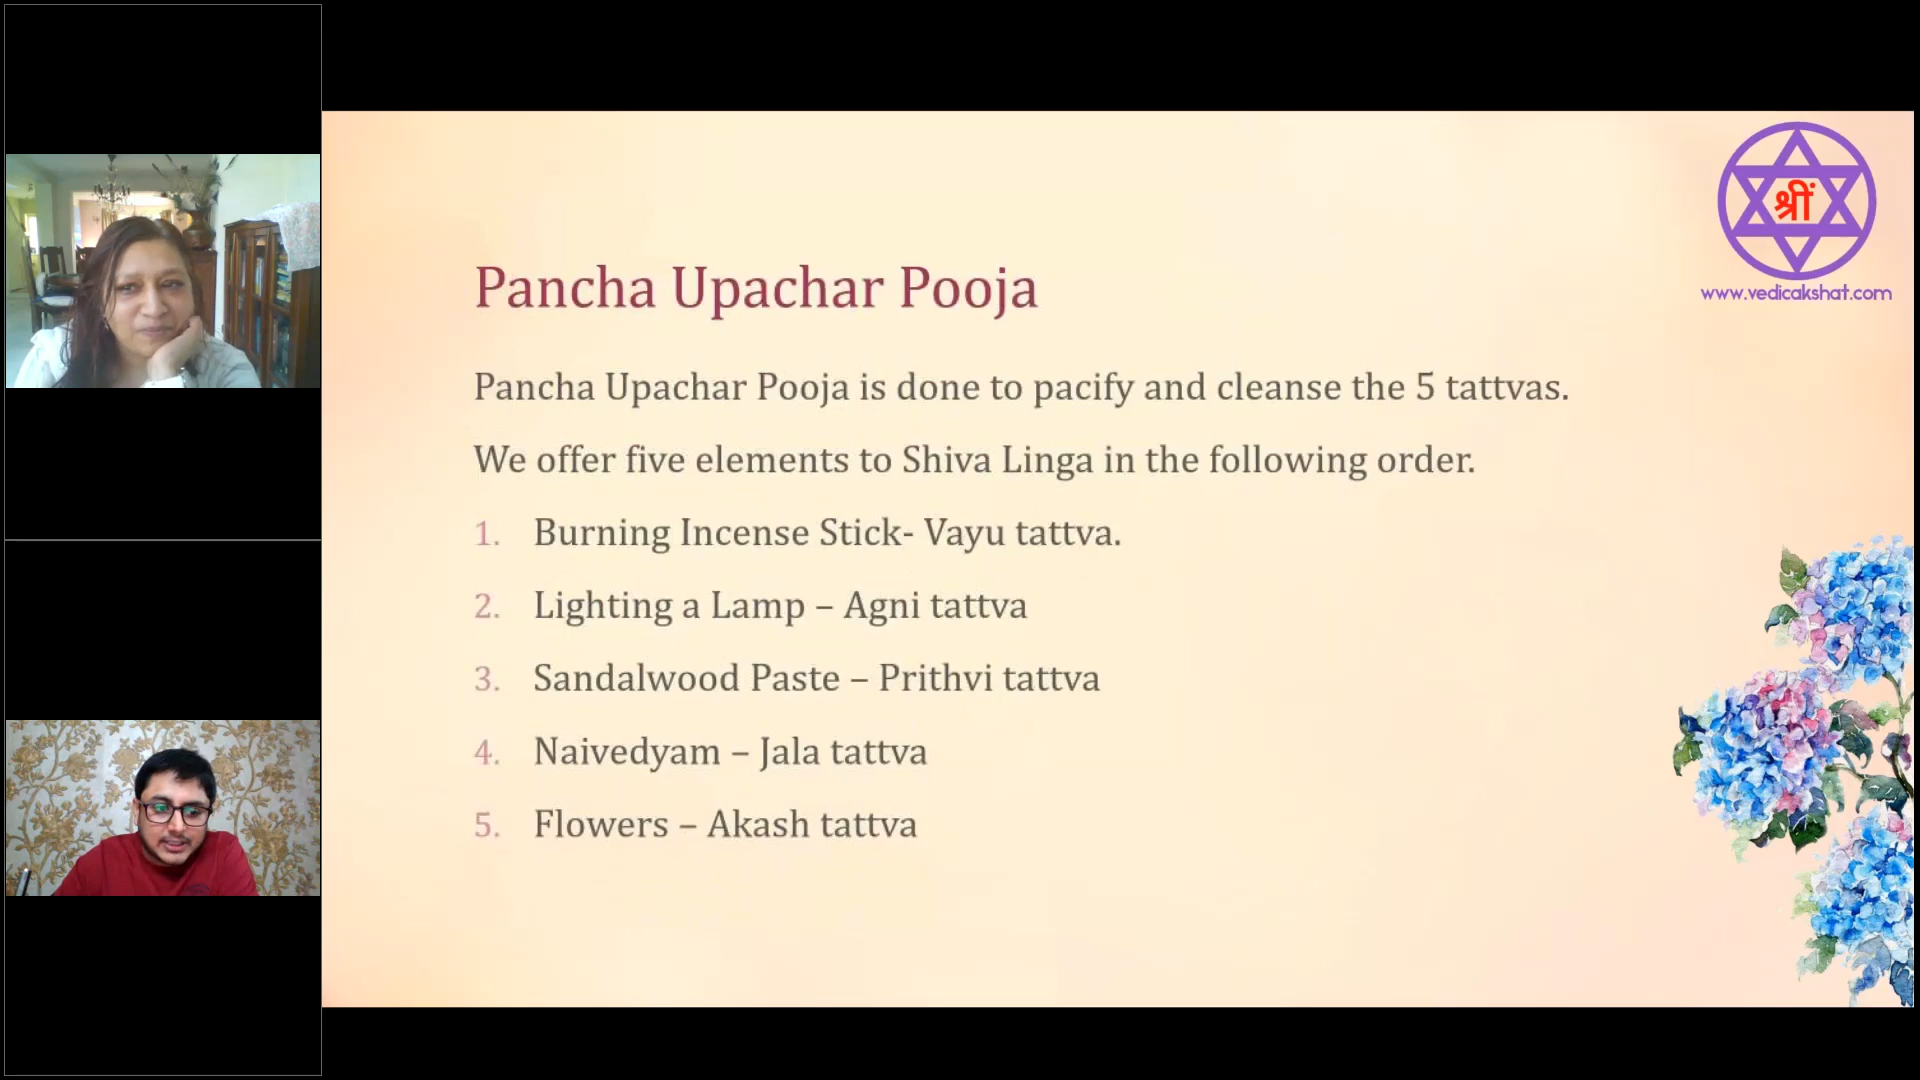 श्रीं
www.vedicakshat.com
Pancha Upachar Pooja
Pancha Upachar Pooja is done to pacify and cleanse the 5 tattvas.
We offer five elements to Shiva Linga in the following order.
1. Burning Incense Stick- Vayu tattva.
2. Lighting a Lamp – Agni tattva
3. Sandalwood Paste – Prithvi tattva
4. Naivedyam – Jala tattva
5. Flowers – Akash tattva